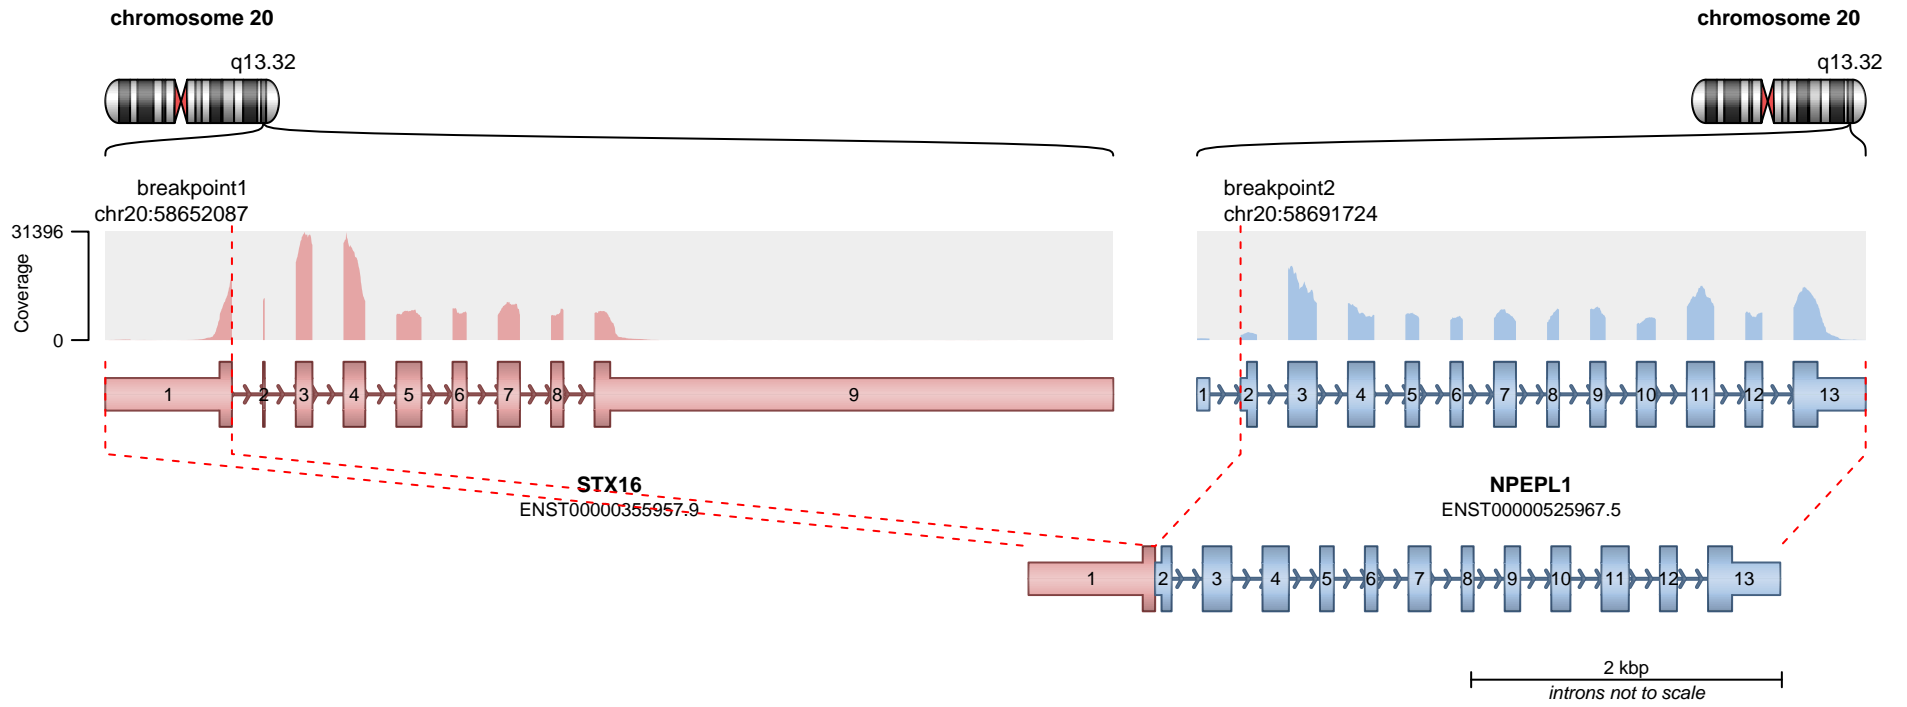 chromosome 20
chromosome 20
q13.32
q13.32
breakpoint1
chr20:58652087
breakpoint2
chr20:58691724
31396
Coverage
0
1 2 3 4 5 6 7 8 9
1 2 3 4 5 6 7 8 9 10 11 12 13
STX16
ENST00000355957.9
NPEPL1
ENST00000525967.5
1 2 3 4 5 6 7 8 9 10 11 12 13
2 kbp
introns not to scale